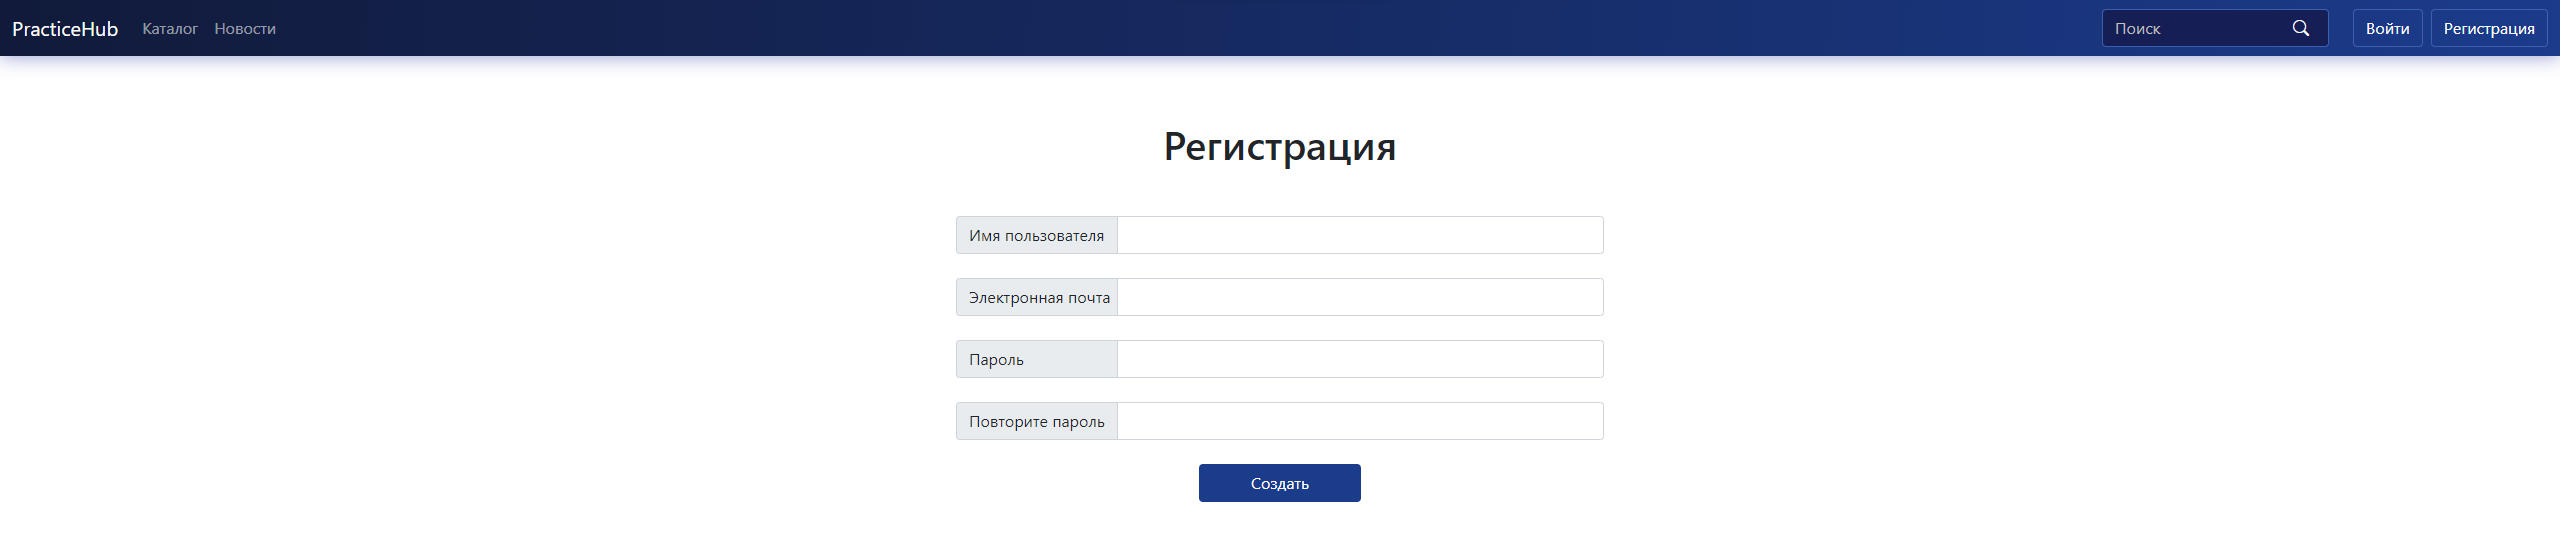 PracticeHub Каталог Новости Поиск Войти Регистрация
Регистрация
Имя пользователя
Электронная почта
Пароль
Повторите пароль
Создать